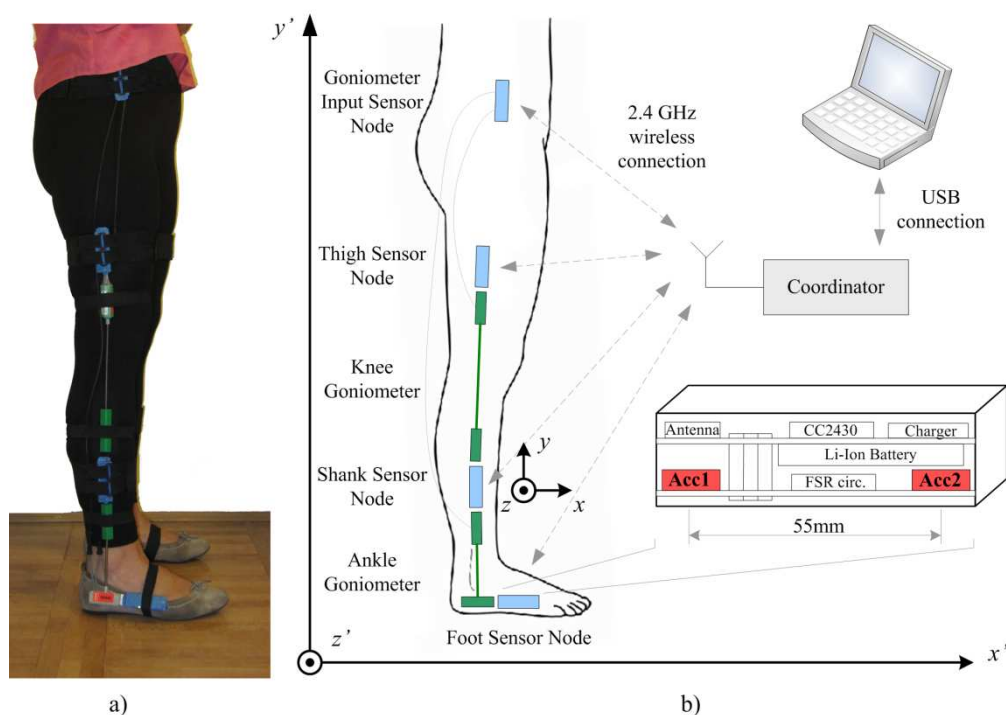 y'
Goniometer
Input Sensor
Node
2.4 GHz
wireless
connection
USB
connection
Thigh Sensor
Node
Coordinator
Knee
Goniometer
Antenna
CC2430
Charger
Li-Ion Battery
Acc1
FSR circ.
Acc2
55mm
Shank Sensor
Node
y
z
x
Ankle
Goniometer
Foot Sensor Node
z'
x'
a)
b)